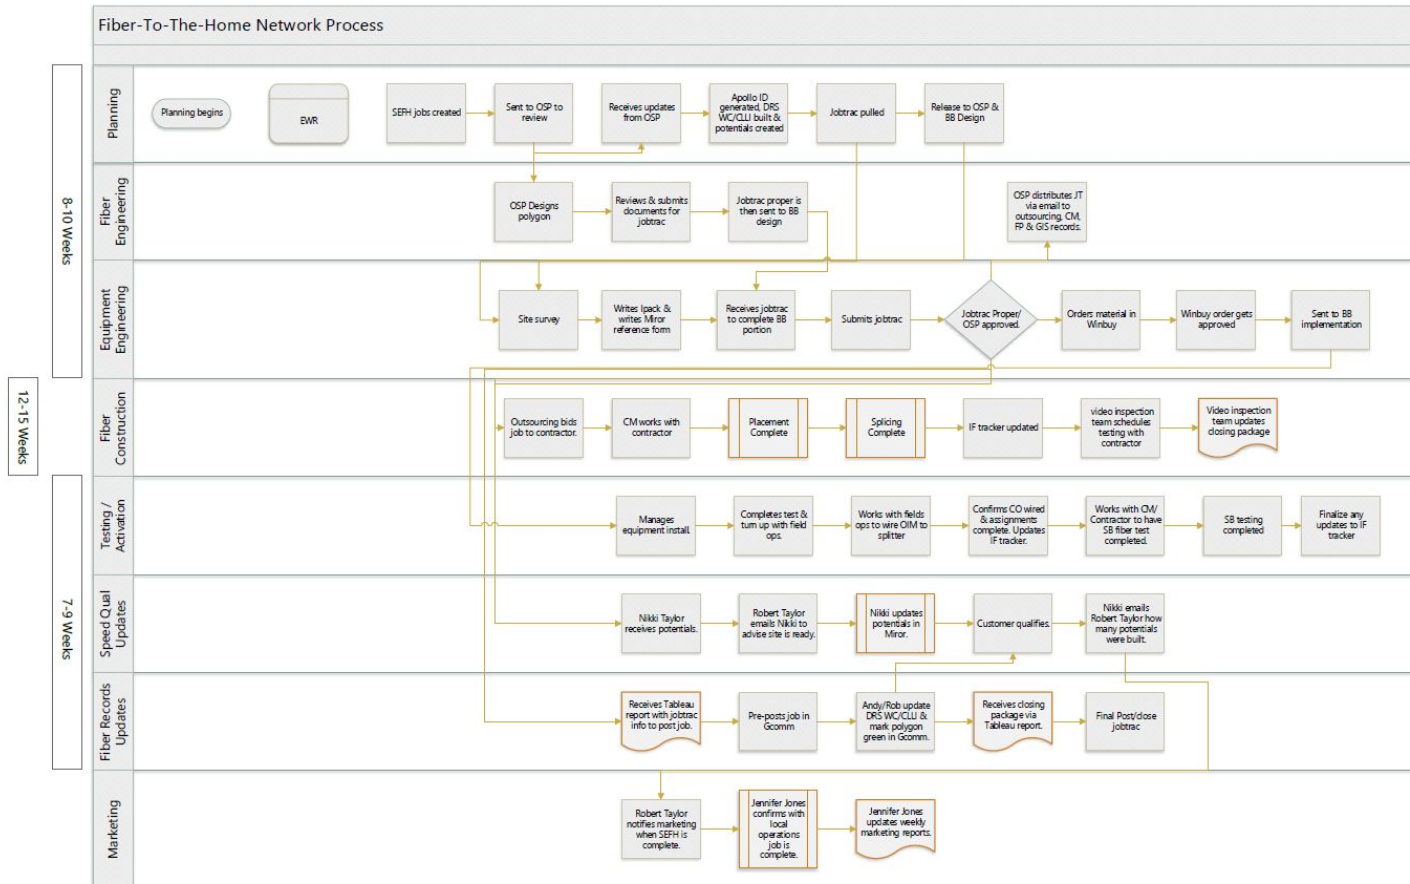 Fiber-To-The-Home Network Process
8-10 Weeks
12-15 Weeks
7-9 Weeks
Planning
Planning begins
EWR
SEFH jobs created
Sent to OSP to
review
Receives updates
from OSP
Apollo ID
generated, DRS
WC/CLLI built &
potentials created
Jobtrac pulled
Release to OSP &
BB Design
Fiber
Engineering
OSP Designs
polygon
Reviews & submits
documents for
jobtrac
Jobtrac proper is
then sent to BB
design
OSP distributes JT
via email to
outsourcing, CM,
FP & GIS records.
Equipment
Engineering
Site survey
Writes Ipack &
writes Miror
reference form
Receives jobtrac
to complete BB
portion
Submits jobtrac
Jobtrac Proper/
OSP approved.
Orders material in
Winbuy
Winbuy order gets
approved
Sent to BB
implementation
Fiber
Construction
Outsourcing bids
job to contractor.
CM works with
contractor
Placement
Complete
Splicing
Complete
IF tracker updated
video inspection
team schedules
testing with
contractor
Video inspection
team updates
closing package
Testing /
Activation
Manages
equipment install.
Completes test &
turn up with field
ops.
Works with fields
ops to wire OIM to
splitter
Confirms CO wired
& assignments
complete. Updates
IF tracker.
Works with CM/
Contractor to have
SB fiber test
completed.
SB testing
completed
Finalize any
updates to IF
tracker
Speed Qual
Updates
Nikki Taylor
receives potentials.
Robert Taylor
emails Nikki to
advise site is ready.
Nikki updates
potentials in
Miror.
Customer qualifies.
Nikki emails
Robert Taylor how
many potentials
were built.
Fiber Records
Updates
Receives Tableau
report with jobtrac
info to post job.
Pre-posts job in
Gcomm
Andy/Rob update
DRS WC/CLLI &
mark polygon
green in Gcomm.
Receives closing
package via
Tableau report.
Final Post/close
jobtrac
Marketing
Robert Taylor
notifies marketing
when SEFH is
complete.
Jennifer Jones
confirms with
local
operations
job is
complete.
Jennifer Jones
updates weekly
marketing reports.